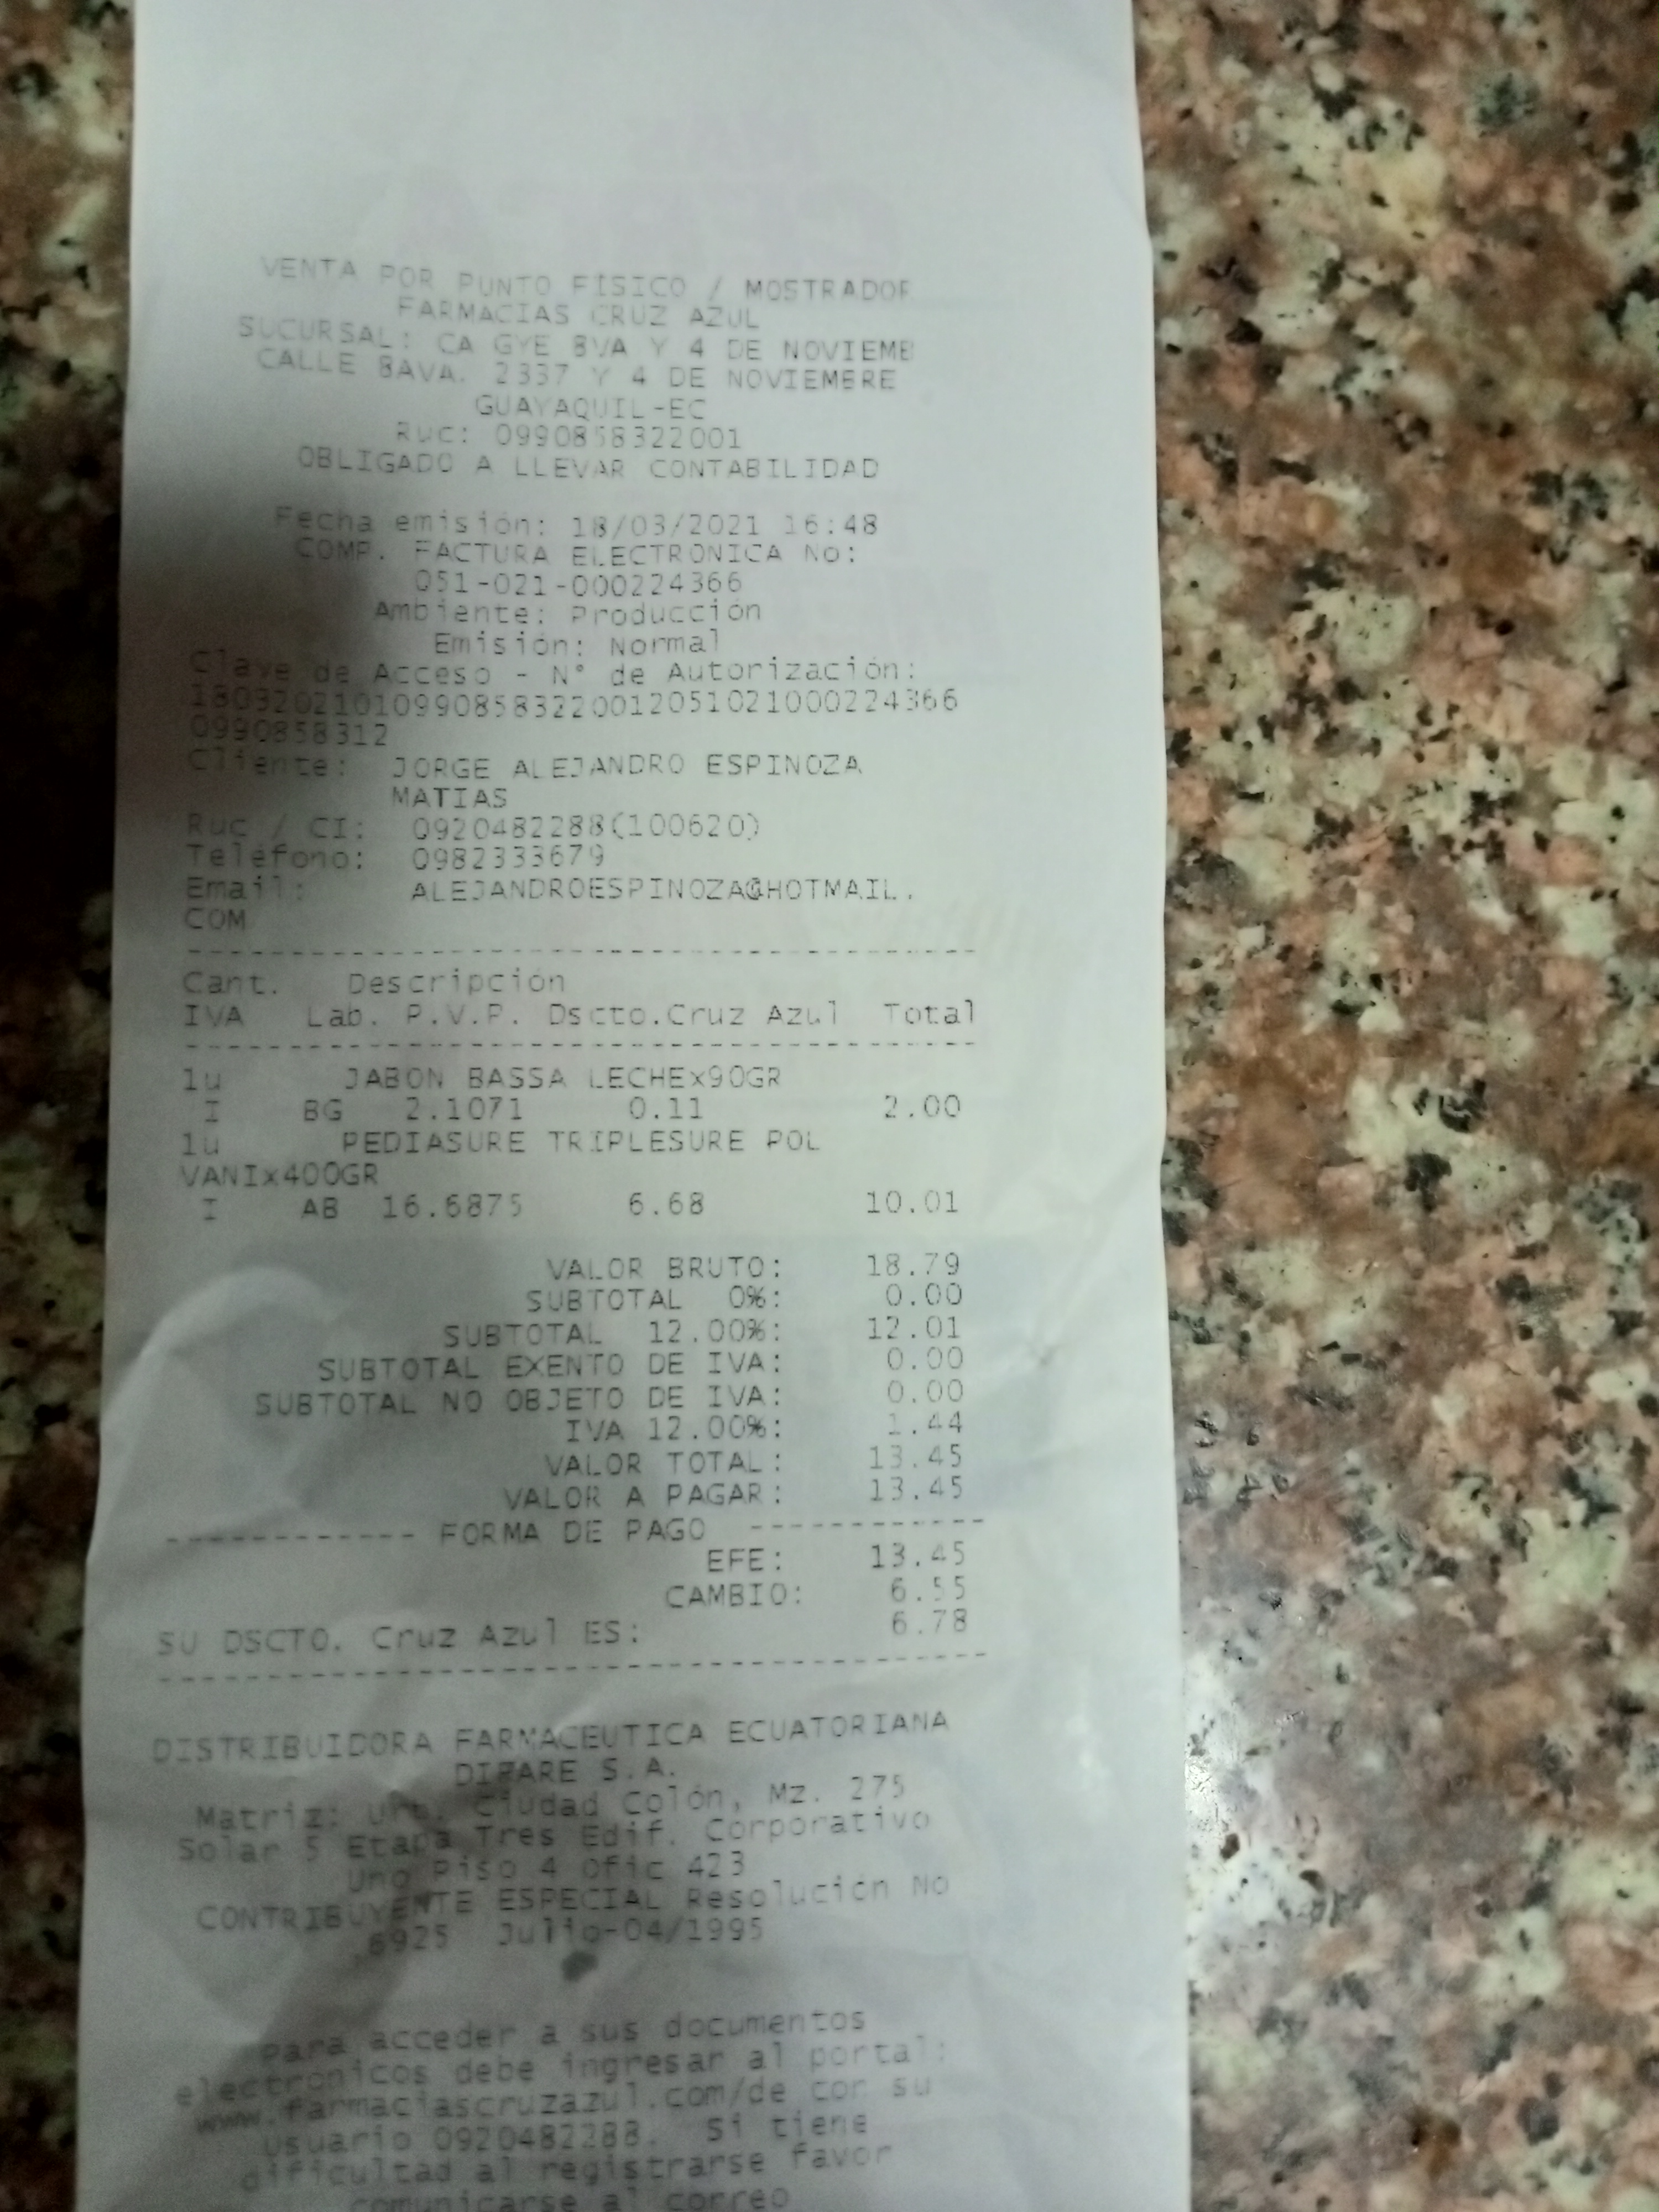 VENTA POR PUNTO FÍSICO / MOSTRADOR
FARMACIAS CRUZ AZUL
SUCURSAL: CA GYE 8VA Y 4 DE NOVIEMB
CALLE 8AVA. 2337 Y 4 DE NOVIEMBRE
GUAYAQUIL-EC
Ruc: 0990858322001
OBLIGADO A LLEVAR CONTABILIDAD
Fecha emisión: 18/03/2021 16:48
COMP. FACTURA ELECTRONICA No:
051-021-000224366
Ambiente: Producción
Emisión: Normal
Clave de Acceso - N° de Autorización:
180320210109908583220012051021000224366
0990858312
Cliente: JORGE ALEJANDRO ESPINOZA
MATIAS
Ruc / CI: 0920482288(100620)
Teléfono: 0982333679
Email: ALEJANDROESPINOZA@HOTMAIL.
COM
--------------------------------------
Cant. Descripción
IVA Lab. P.V.P. Dscto.Cruz Azul Total
--------------------------------------
1u JABON BASSA LECHEx90GR
I BG 2.1071 0.11 2.00
1u PEDIASURE TRIPLESURE POL
VANIx400GR
I AB 16.6875 6.68 10.01
VALOR BRUTO: 18.79
SUBTOTAL 0%: 0.00
SUBTOTAL 12.00%: 12.01
SUBTOTAL EXENTO DE IVA: 0.00
SUBTOTAL NO OBJETO DE IVA: 0.00
IVA 12.00%: 1.44
VALOR TOTAL: 13.45
VALOR A PAGAR: 13.45
------------ FORMA DE PAGO ------------
EFE: 13.45
CAMBIO: 6.55
SU DSCTO. Cruz Azul ES: 6.78
----------------------------------------
DISTRIBUIDORA FARMACEUTICA ECUATORIANA
DIFARE S.A.
Matriz: Urb. Ciudad Colón, Mz. 275
Solar 5 Etapa Tres Edif. Corporativo
Uno Piso 4 Ofic 423
CONTRIBUYENTE ESPECIAL Resolución No
6925 Julio-04/1995
Para acceder a sus documentos
electronicos debe ingresar al portal:
www.farmaciascruzazul.com/de con su
usuario 0920482288. Si tiene
dificultad al registrarse favor
comunicarse al correo